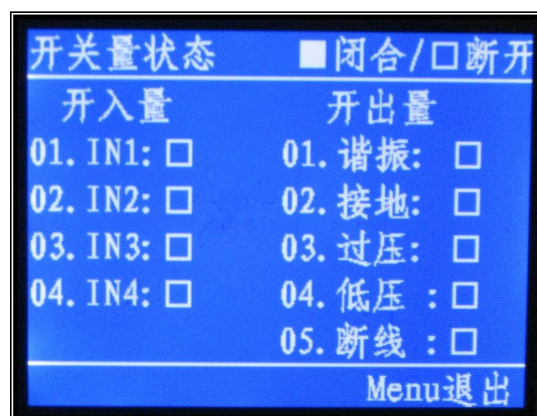 开关量状态 ■闭合/□断开
开入量 开出量
01. IN1: □ 01. 谐振: □
02. IN2: □ 02. 接地: □
03. IN3: □ 03. 过压: □
04. IN4: □ 04. 低压 : □
05. 断线 : □
Menu退出